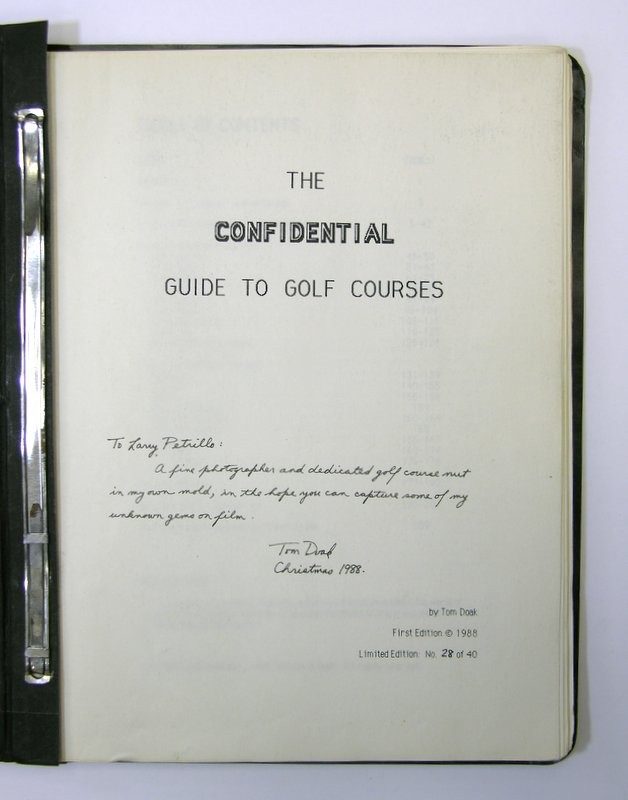 THE
CONFIDENTIAL
GUIDE TO GOLF COURSES
To Larry Petrillo:
A fine photographer and dedicated golf course nut
in my own mold, in the hope you can capture some of my
unknown gems on film.
Tom Doak
Christmas 1988.
by Tom Doak
First Edition © 1988
Limited Edition: No. 28 of 40